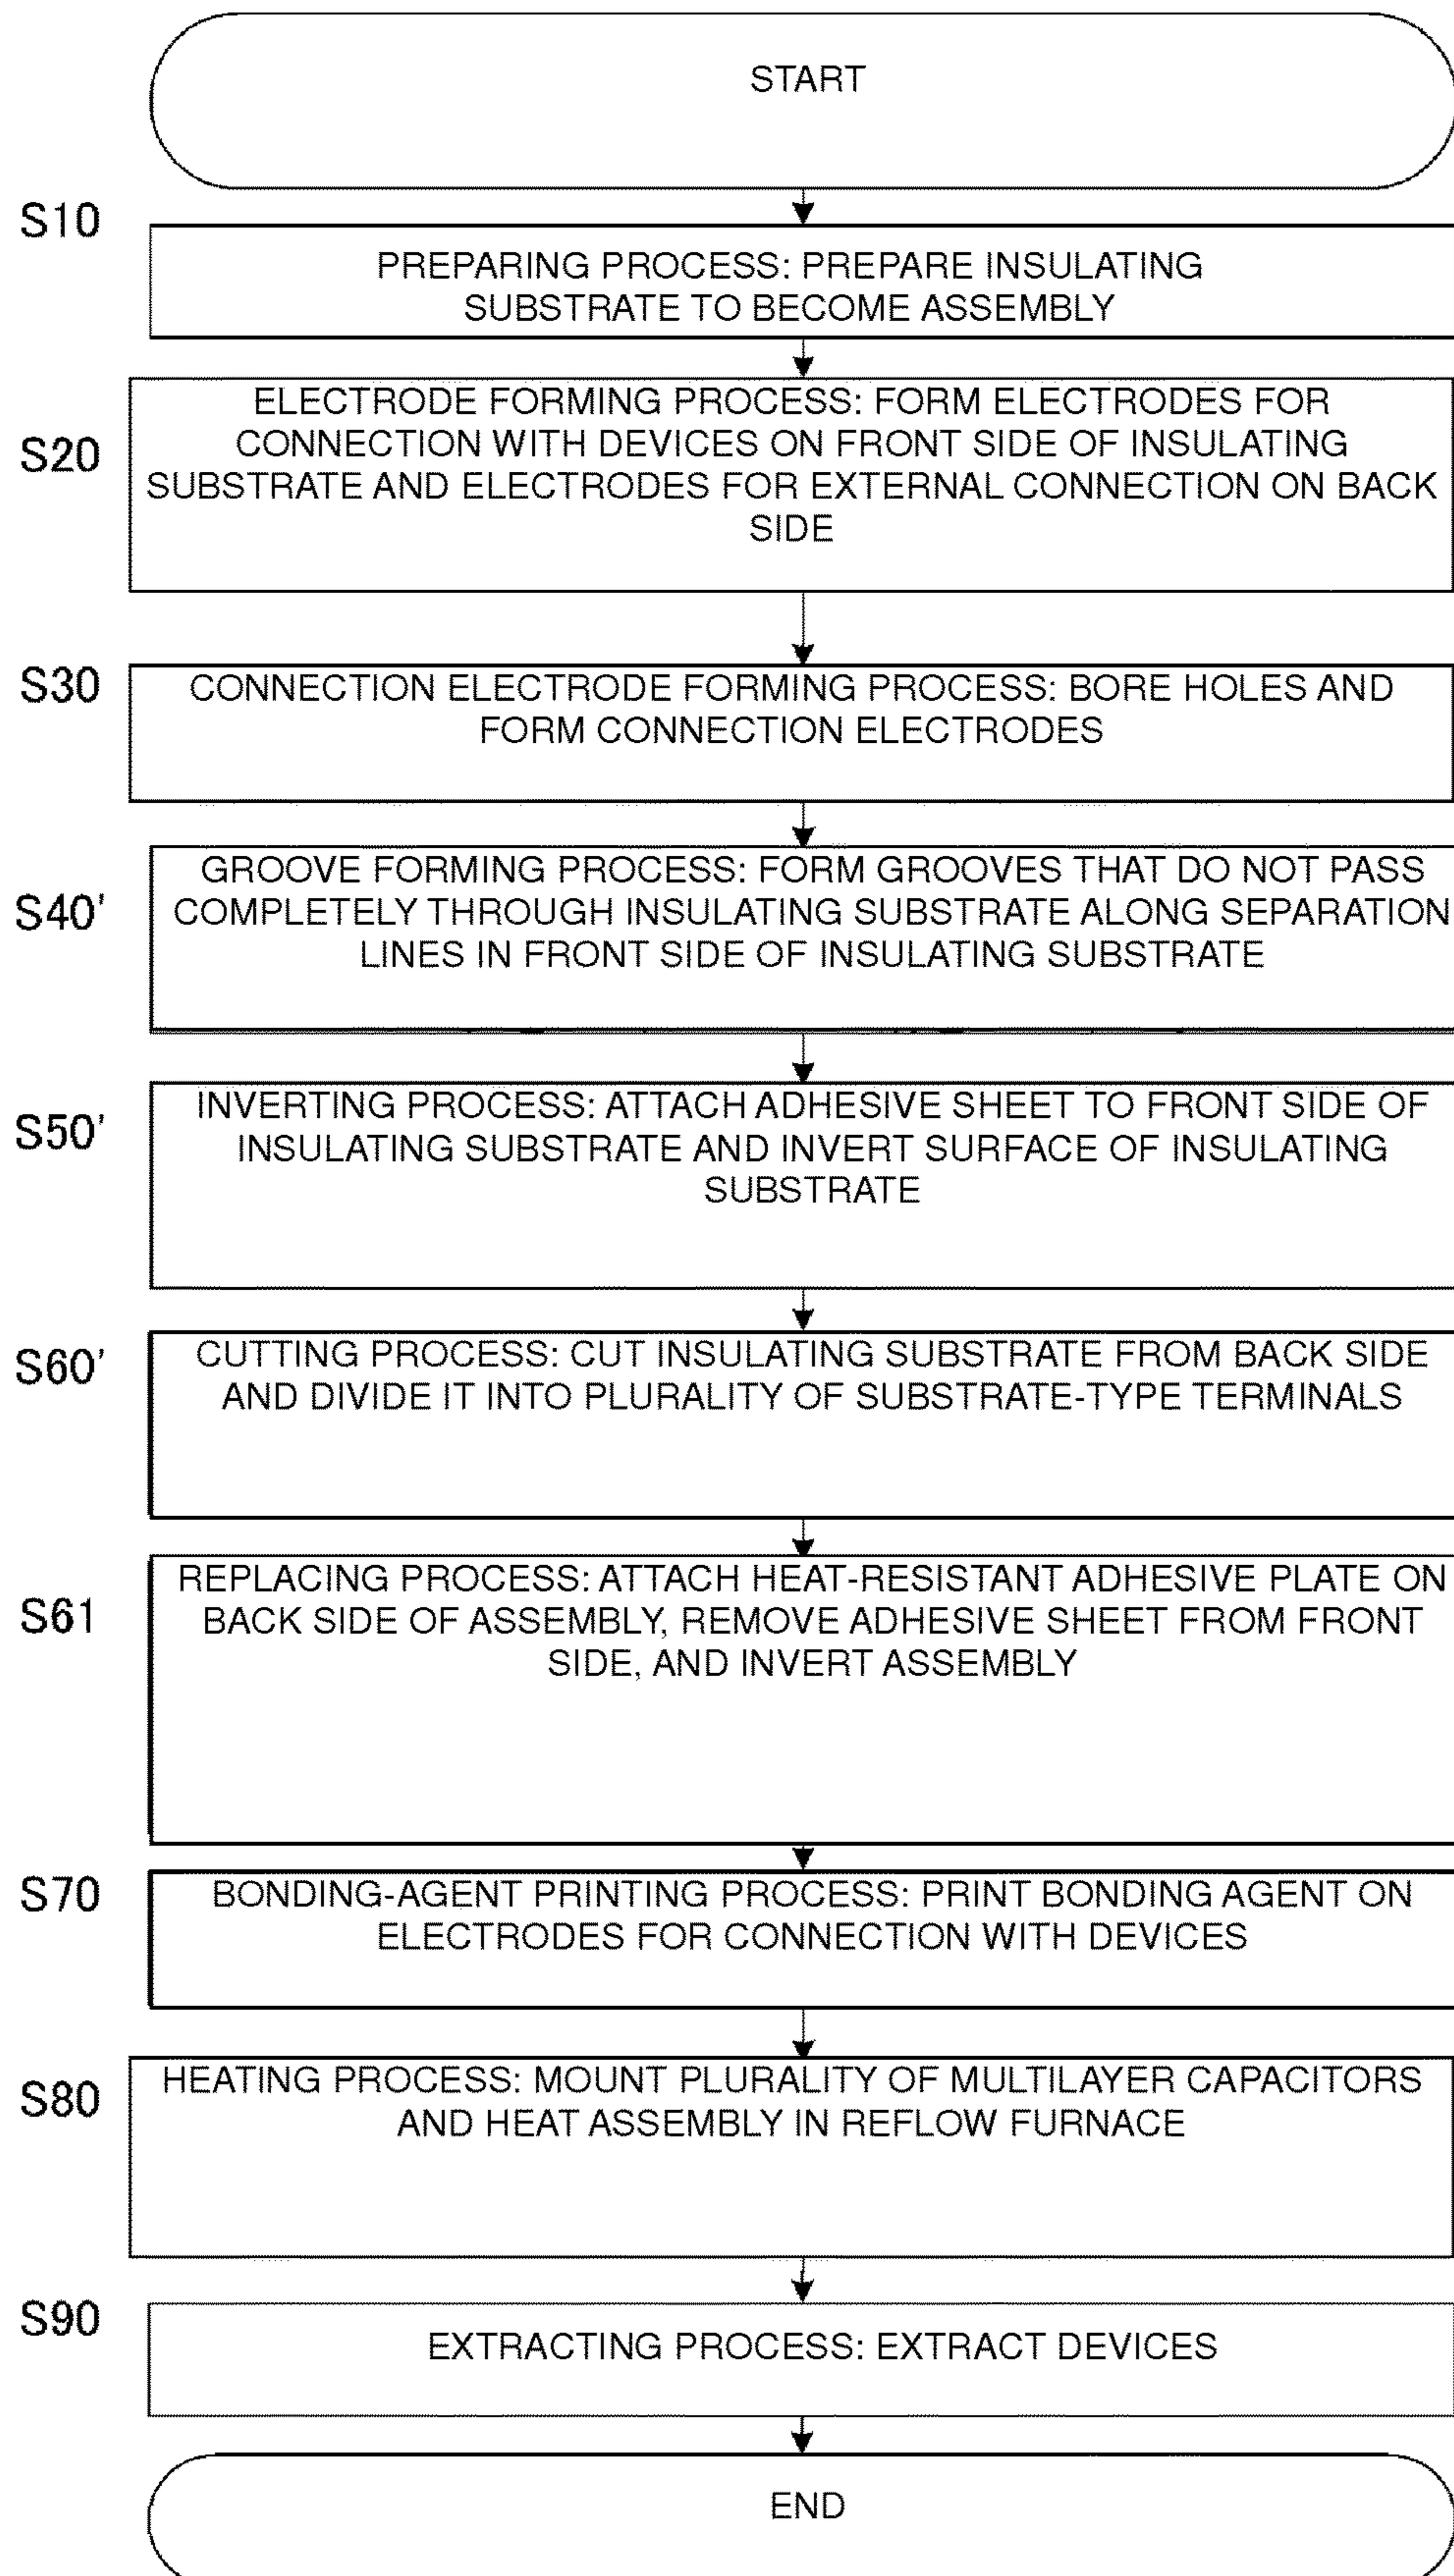 START
S10
PREPARING PROCESS: PREPARE INSULATING
SUBSTRATE TO BECOME ASSEMBLY
S20
ELECTRODE FORMING PROCESS: FORM ELECTRODES FOR
CONNECTION WITH DEVICES ON FRONT SIDE OF INSULATING
SUBSTRATE AND ELECTRODES FOR EXTERNAL CONNECTION ON BACK
SIDE
S30
CONNECTION ELECTRODE FORMING PROCESS: BORE HOLES AND
FORM CONNECTION ELECTRODES
S40'
GROOVE FORMING PROCESS: FORM GROOVES THAT DO NOT PASS
COMPLETELY THROUGH INSULATING SUBSTRATE ALONG SEPARATION
LINES IN FRONT SIDE OF INSULATING SUBSTRATE
S50'
INVERTING PROCESS: ATTACH ADHESIVE SHEET TO FRONT SIDE OF
INSULATING SUBSTRATE AND INVERT SURFACE OF INSULATING
SUBSTRATE
S60'
CUTTING PROCESS: CUT INSULATING SUBSTRATE FROM BACK SIDE
AND DIVIDE IT INTO PLURALITY OF SUBSTRATE-TYPE TERMINALS
S61
REPLACING PROCESS: ATTACH HEAT-RESISTANT ADHESIVE PLATE ON
BACK SIDE OF ASSEMBLY, REMOVE ADHESIVE SHEET FROM FRONT
SIDE, AND INVERT ASSEMBLY
S70
BONDING-AGENT PRINTING PROCESS: PRINT BONDING AGENT ON
ELECTRODES FOR CONNECTION WITH DEVICES
S80
HEATING PROCESS: MOUNT PLURALITY OF MULTILAYER CAPACITORS
AND HEAT ASSEMBLY IN REFLOW FURNACE
S90
EXTRACTING PROCESS: EXTRACT DEVICES
END